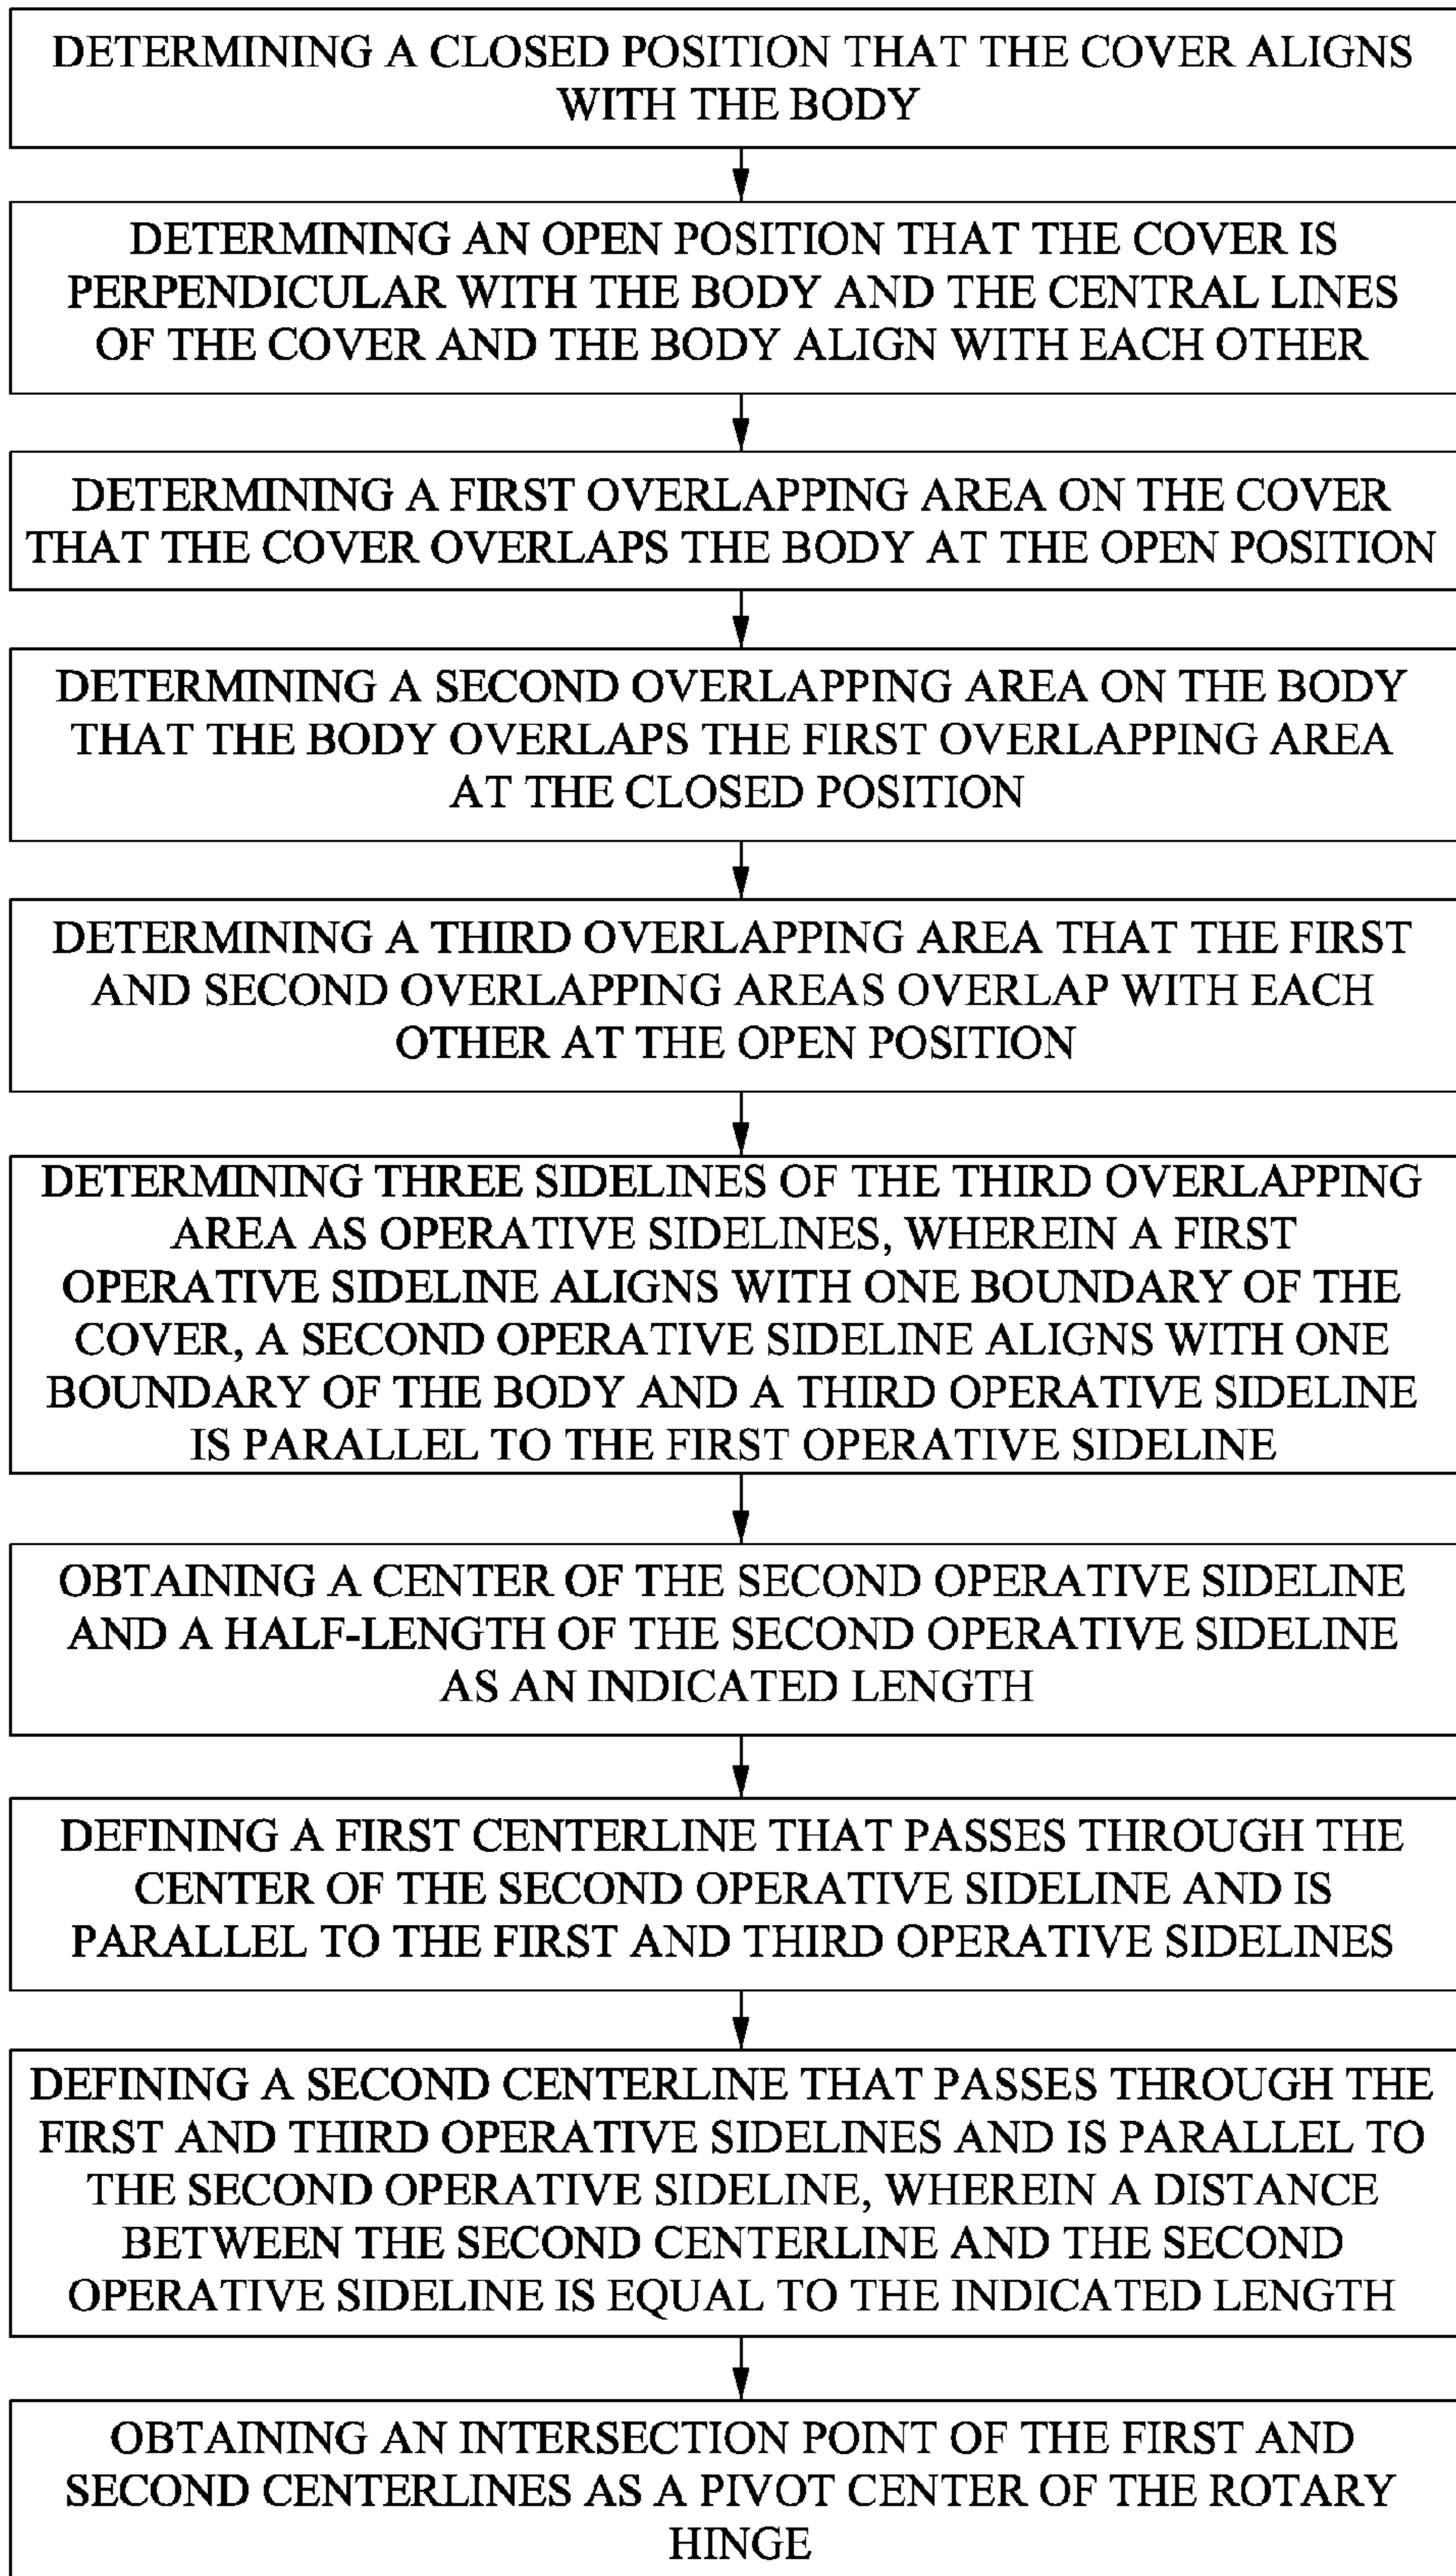 DETERMINING A CLOSED POSITION THAT THE COVER ALIGNS
WITH THE BODY
DETERMINING AN OPEN POSITION THAT THE COVER IS
PERPENDICULAR WITH THE BODY AND THE CENTRAL LINES
OF THE COVER AND THE BODY ALIGN WITH EACH OTHER
DETERMINING A FIRST OVERLAPPING AREA ON THE COVER
THAT THE COVER OVERLAPS THE BODY AT THE OPEN POSITION
DETERMINING A SECOND OVERLAPPING AREA ON THE BODY
THAT THE BODY OVERLAPS THE FIRST OVERLAPPING AREA
AT THE CLOSED POSITION
DETERMINING A THIRD OVERLAPPING AREA THAT THE FIRST
AND SECOND OVERLAPPING AREAS OVERLAP WITH EACH
OTHER AT THE OPEN POSITION
DETERMINING THREE SIDELINES OF THE THIRD OVERLAPPING
AREA AS OPERATIVE SIDELINES, WHEREIN A FIRST
OPERATIVE SIDELINE ALIGNS WITH ONE BOUNDARY OF THE
COVER, A SECOND OPERATIVE SIDELINE ALIGNS WITH ONE
BOUNDARY OF THE BODY AND A THIRD OPERATIVE SIDELINE
IS PARALLEL TO THE FIRST OPERATIVE SIDELINE
OBTAINING A CENTER OF THE SECOND OPERATIVE SIDELINE
AND A HALF-LENGTH OF THE SECOND OPERATIVE SIDELINE
AS AN INDICATED LENGTH
DEFINING A FIRST CENTERLINE THAT PASSES THROUGH THE
CENTER OF THE SECOND OPERATIVE SIDELINE AND IS
PARALLEL TO THE FIRST AND THIRD OPERATIVE SIDELINES
DEFINING A SECOND CENTERLINE THAT PASSES THROUGH THE
FIRST AND THIRD OPERATIVE SIDELINES AND IS PARALLEL TO
THE SECOND OPERATIVE SIDELINE, WHEREIN A DISTANCE
BETWEEN THE SECOND CENTERLINE AND THE SECOND
OPERATIVE SIDELINE IS EQUAL TO THE INDICATED LENGTH
OBTAINING AN INTERSECTION POINT OF THE FIRST AND
SECOND CENTERLINES AS A PIVOT CENTER OF THE ROTARY
HINGE